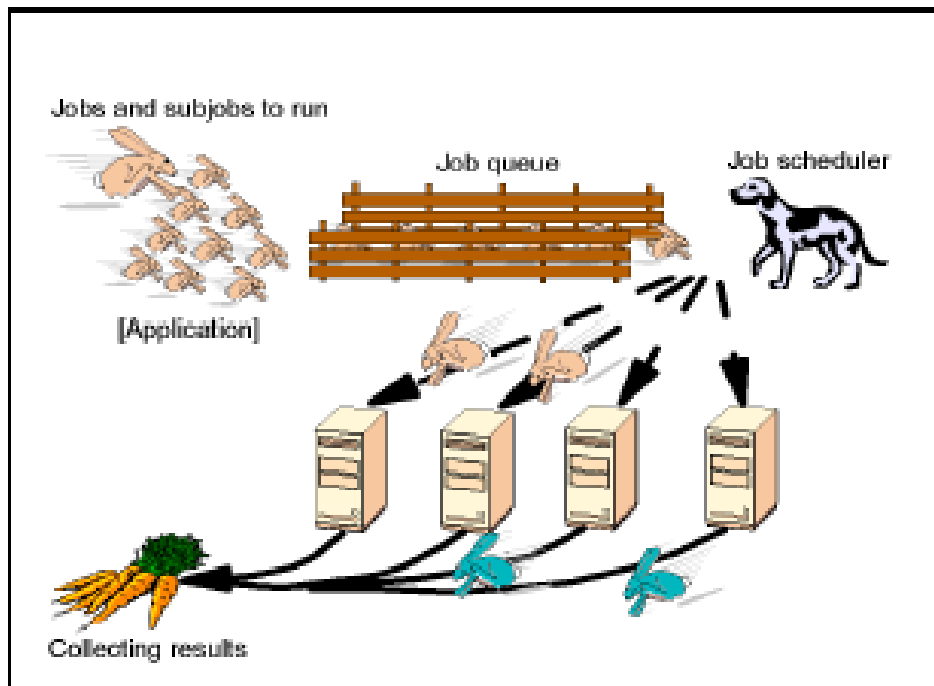 Jobs and subjobs to run
Job queue
Job scheduler
[Application]
Collecting results